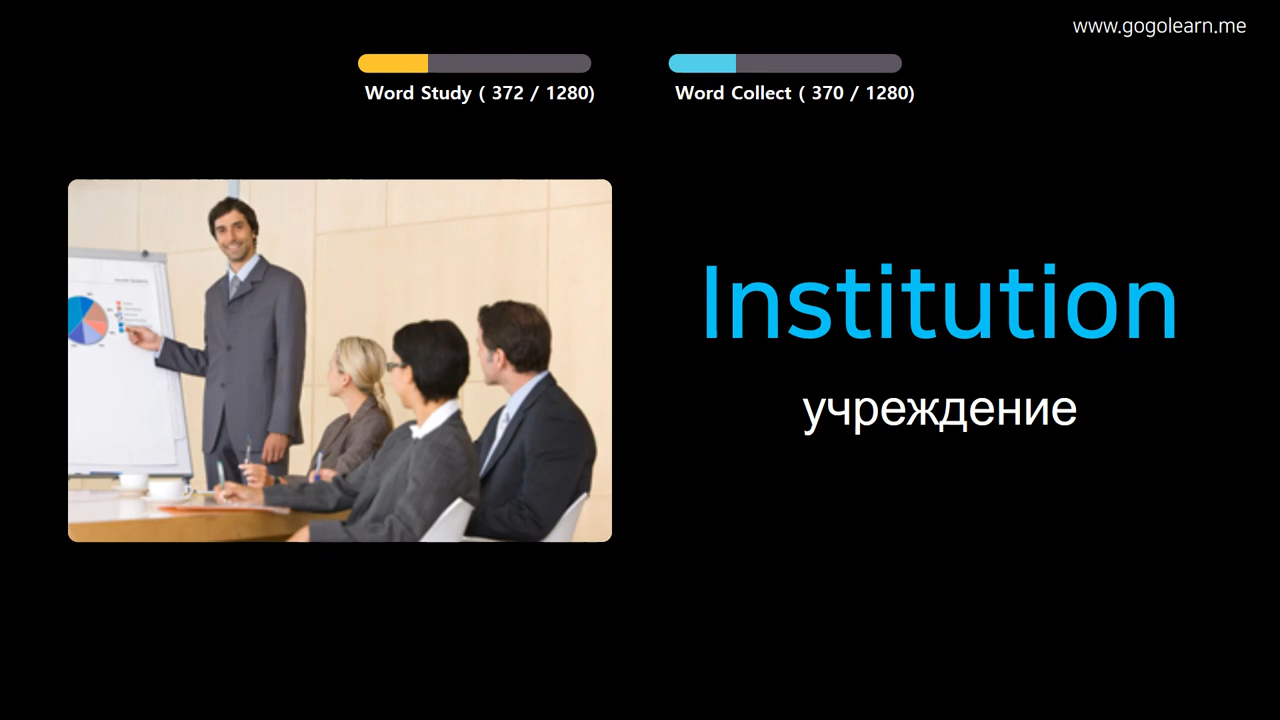 www.gogolearn.me
Word Study ( 372 / 1280)
Word Collect ( 370 / 1280)
Institution
учреждение